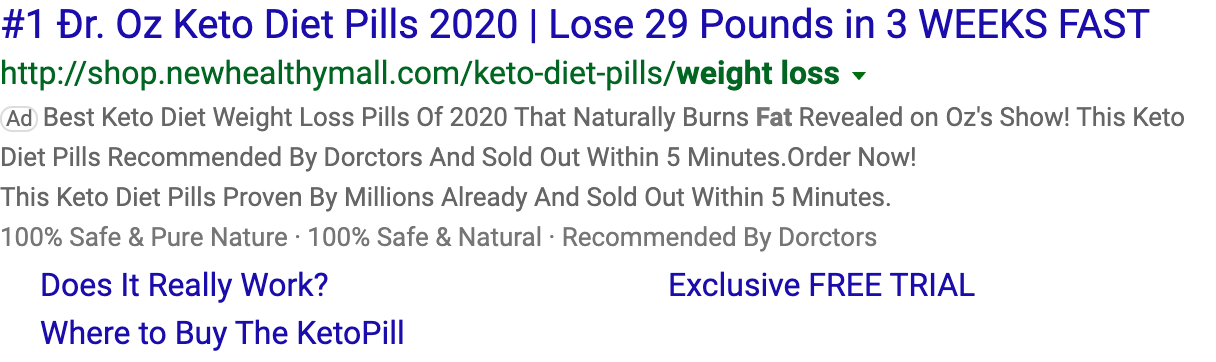 #1 Đr. Oz Keto Diet Pills 2020 | Lose 29 Pounds in 3 WEEKS FAST
http://shop.newhealthymall.com/keto-diet-pills/weight loss
Ad Best Keto Diet Weight Loss Pills Of 2020 That Naturally Burns Fat Revealed on Oz's Show! This Keto
Diet Pills Recommended By Dorctors And Sold Out Within 5 Minutes.Order Now!
This Keto Diet Pills Proven By Millions Already And Sold Out Within 5 Minutes.
100% Safe & Pure Nature · 100% Safe & Natural · Recommended By Dorctors
Does It Really Work? Exclusive FREE TRIAL
Where to Buy The KetoPill